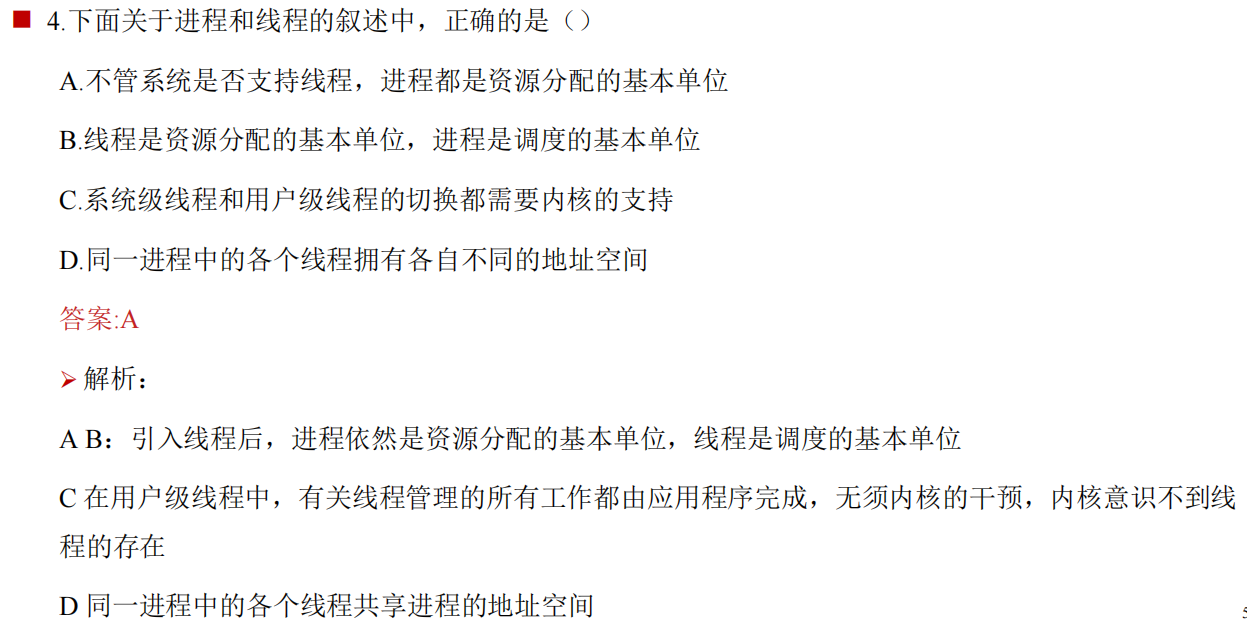 4.下面关于进程和线程的叙述中，正确的是（）
A.不管系统是否支持线程，进程都是资源分配的基本单位
B.线程是资源分配的基本单位，进程是调度的基本单位
C.系统级线程和用户级线程的切换都需要内核的支持
D.同一进程中的各个线程拥有各自不同的地址空间
答案:A
解析：
A B：引入线程后，进程依然是资源分配的基本单位，线程是调度的基本单位
C 在用户级线程中，有关线程管理的所有工作都由应用程序完成，无须内核的干预，内核意识不到线
程的存在
D 同一进程中的各个线程共享进程的地址空间